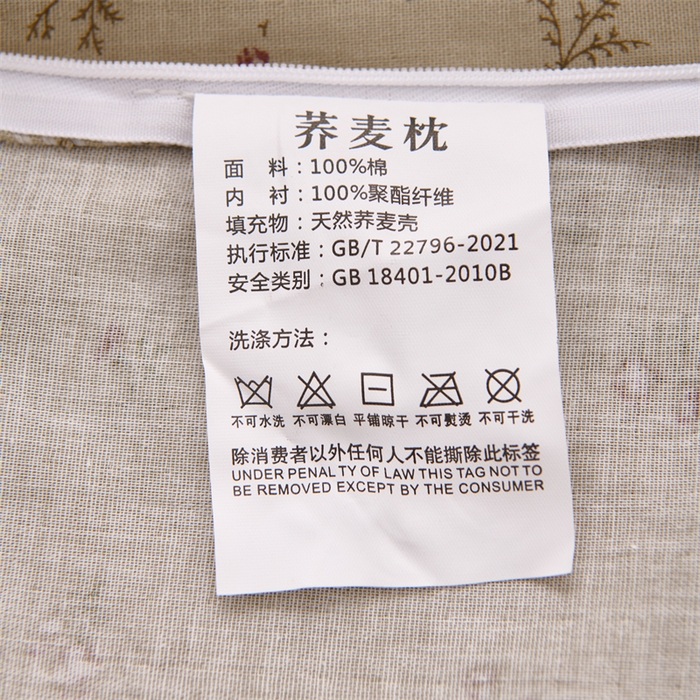 荞麦枕
面 料：100%棉
内 衬：100%聚酯纤维
填充物：天然荞麦壳
执行标准：GB/T 22796-2021
安全类别：GB 18401-2010B
洗涤方法：
不可水洗 不可漂白 平铺晾干 不可熨烫 不可干洗
除消费者以外任何人不能撕除此标签
UNDER PENALTY OF LAW THIS TAG NOT TO
BE REMOVED EXCEPT BY THE CONSUMER